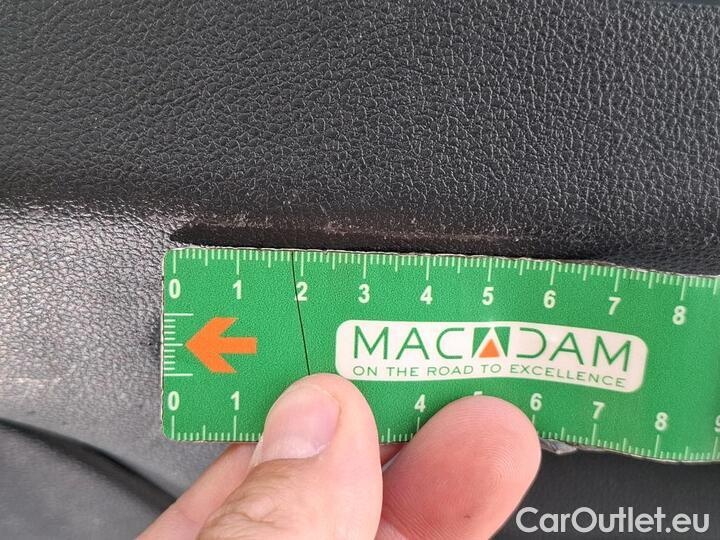 0 1 2 3 4 5 6 7 8
MACADAM
ON THE ROAD TO EXCELLENCE
0 1 4 5 6 7 8 9
CarOutlet.eu